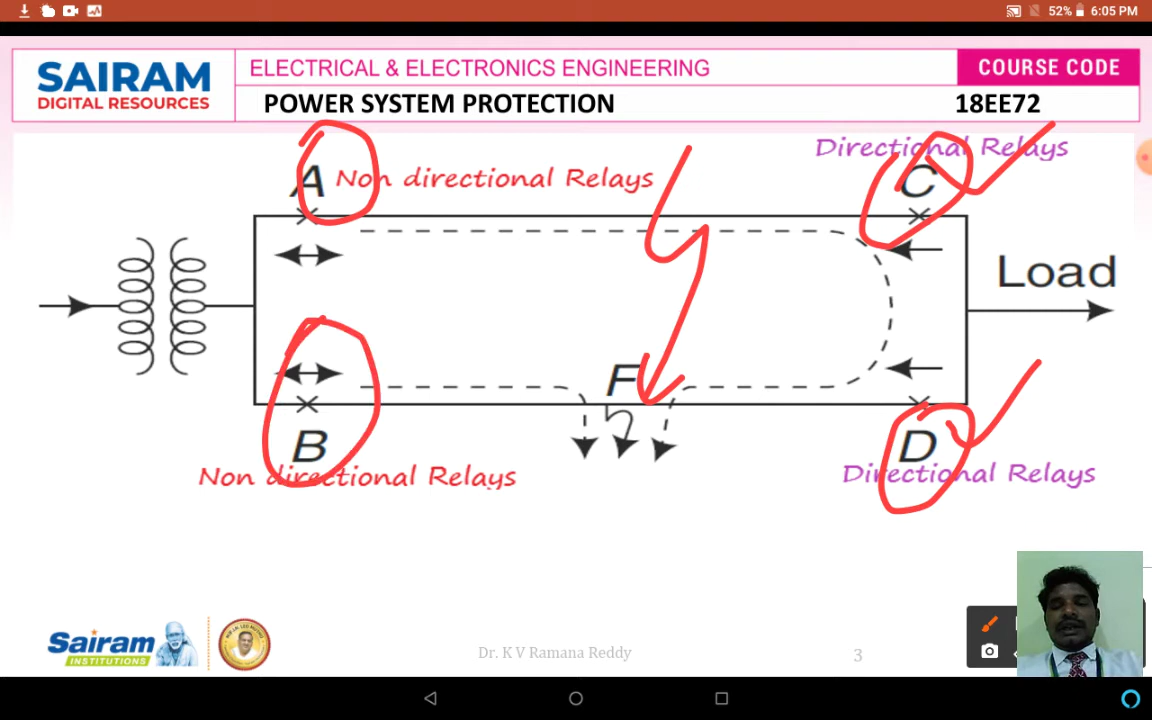 52% 6:05 PM
SAIRAM
DIGITAL RESOURCES
ELECTRICAL & ELECTRONICS ENGINEERING
COURSE CODE
POWER SYSTEM PROTECTION
18EE72
Directional Relays
A
Non directional Relays
C
Load
F
B
D
Non directional Relays
Directional Relays
Sairam
INSTITUTIONS
Dr. K V Ramana Reddy
3